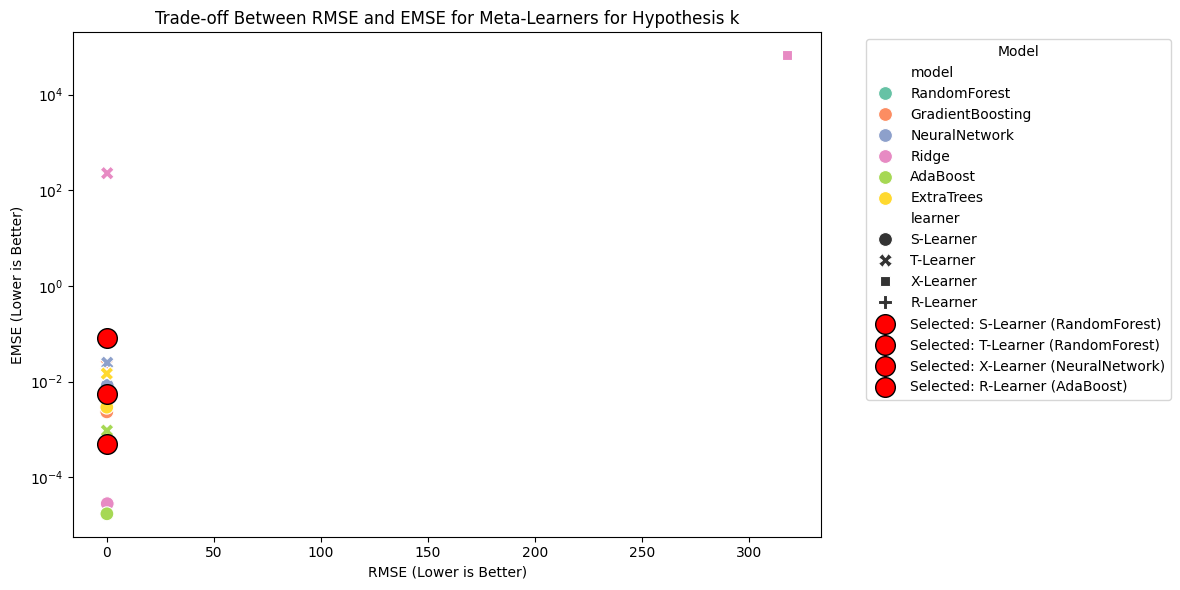 Trade-off Between RMSE and EMSE for Meta-Learners for Hypothesis k
EMSE (Lower is Better)
10^4
10^2
10^0
10^-2
10^-4
0 50 100 150 200 250 300
RMSE (Lower is Better)
Model
model
RandomForest
GradientBoosting
NeuralNetwork
Ridge
AdaBoost
ExtraTrees
learner
S-Learner
T-Learner
X-Learner
R-Learner
Selected: S-Learner (RandomForest)
Selected: T-Learner (RandomForest)
Selected: X-Learner (NeuralNetwork)
Selected: R-Learner (AdaBoost)